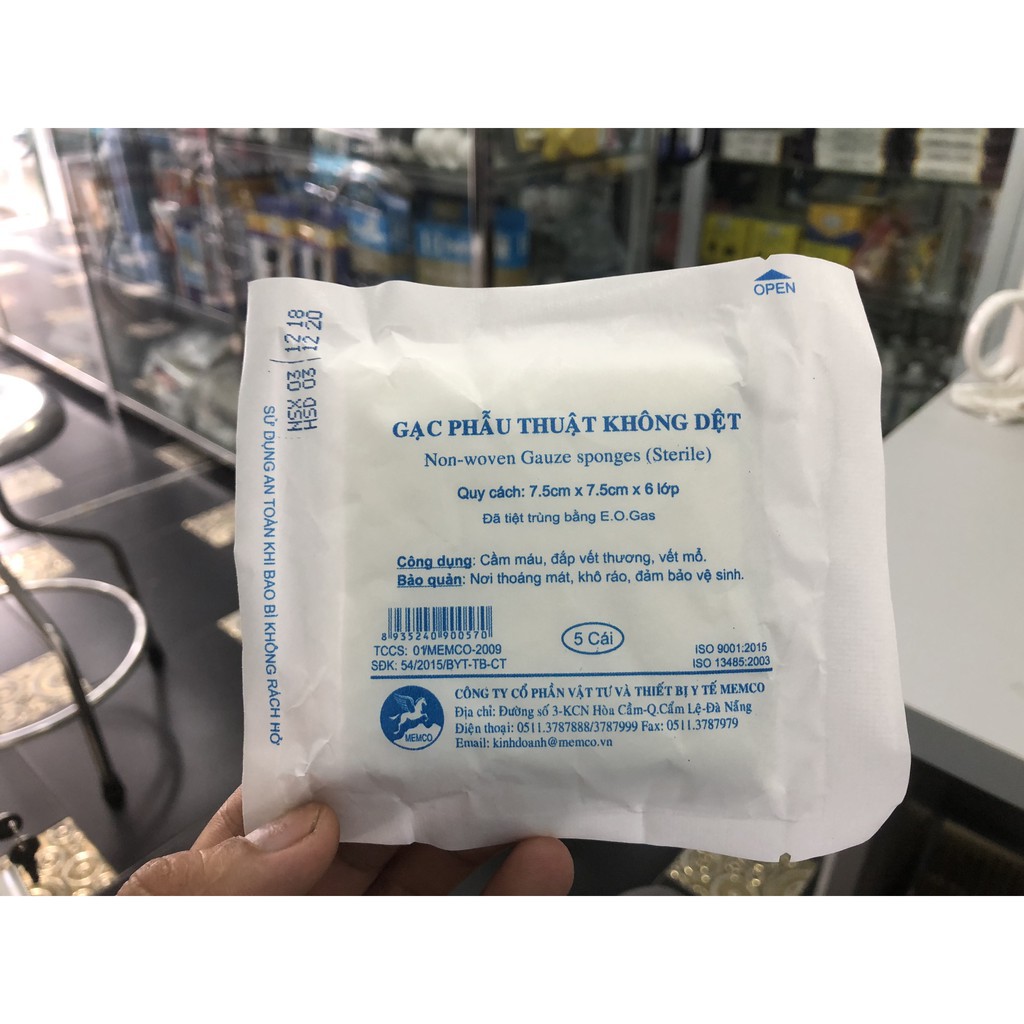 OPEN
NSX 03 12 18
HSD 03 12 20
SỬ DỤNG AN TOÀN KHI BAO BÌ KHÔNG RÁCH HỞ
GẠC PHẪU THUẬT KHÔNG DỆT
Non-woven Gauze sponges (Sterile)
Quy cách: 7.5cm x 7.5cm x 6 lớp
Đã tiệt trùng bằng E.O.Gas
Công dụng: Cầm máu, đắp vết thương, vết mổ.
Bảo quản: Nơi thoáng mát, khô ráo, đảm bảo vệ sinh.
8 935240 900570
TCCS: 01/MEMCO-2009
SĐK: 54/2015/BYT-TB-CT
5 Cái
ISO 9001:2015
ISO 13485:2003
MEMCO
CÔNG TY CỔ PHẦN VẬT TƯ VÀ THIẾT BỊ Y TẾ MEMCO
Địa chỉ: Đường số 3-KCN Hòa Cầm-Q.Cẩm Lệ-Đà Nẵng
Điện thoại: 0511.3787888/3787999 Fax: 0511.3787979
Email: kinhdoanh@memco.vn